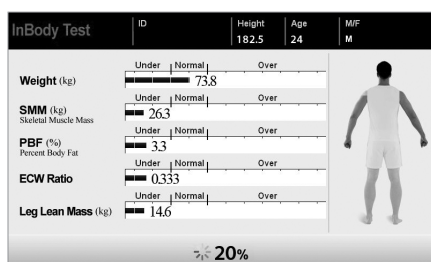 InBody Test
ID
Height
182.5
Age
24
M/F
M
Under Normal Over
Weight (kg) 73.8
Under Normal Over
SMM (kg) 26.3
Skeletal Muscle Mass
Under Normal Over
PBF (%) 3.3
Percent Body Fat
Under Normal Over
ECW Ratio 0.333
Under Normal Over
Leg Lean Mass (kg) 14.6
20%